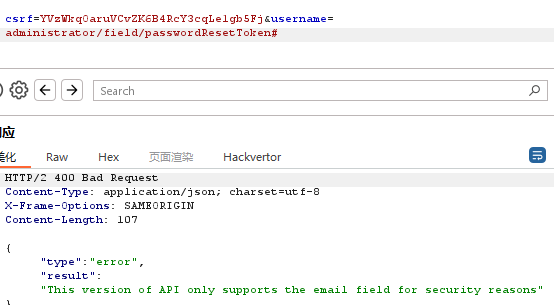 csrf=YVzWkqOaruVCvZK6B4RcY3cqLelgb5Fj&username=
administrator/field/passwordResetToken#
Search
应
美化 Raw Hex 页面渲染 Hackvertor
HTTP/2 400 Bad Request
Content-Type: application/json; charset=utf-8
X-Frame-Options: SAMEORIGIN
Content-Length: 107
{
"type":"error",
"result":
"This version of API only supports the email field for security reasons"
}